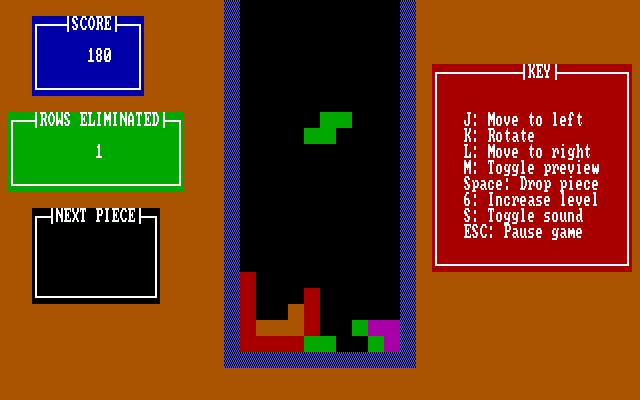 SCORE
180
ROWS ELIMINATED
1
NEXT PIECE
KEY
J: Move to left
K: Rotate
L: Move to right
M: Toggle preview
Space: Drop piece
6: Increase level
S: Toggle sound
ESC: Pause game